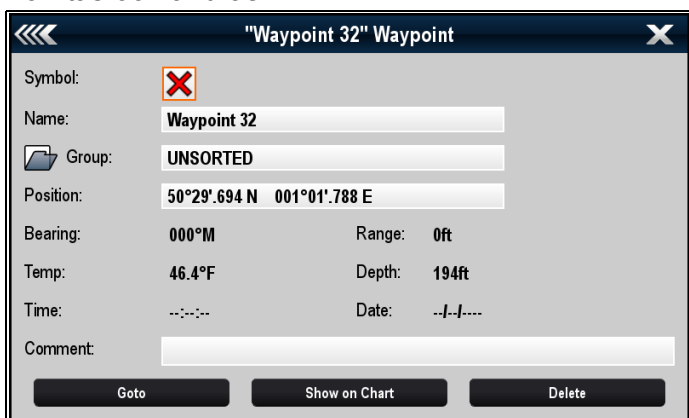 "Waypoint 32" Waypoint
Symbol:
Name: Waypoint 32
Group: UNSORTED
Position: 50°29'.694 N 001°01'.788 E
Bearing: 000°M Range: 0ft
Temp: 46.4°F Depth: 194ft
Time: --:--:-- Date: --/--/----
Comment:
Goto Show on Chart Delete